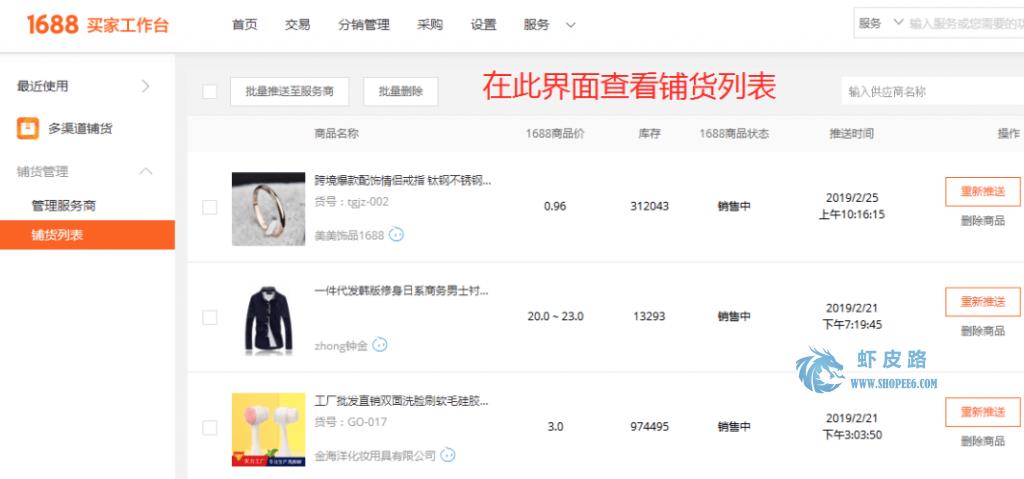 1688 买家工作台
首页 交易 分销管理 采购 设置 服务
服务 输入服务或您需要的功
最近使用
多渠道铺货
铺货管理
管理服务商
铺货列表
批量推送至服务商 批量删除
在此界面查看铺货列表
输入供应商名称
商品名称 1688商品价 库存 1688商品状态 推送时间 操作
跨境爆款配饰情侣戒指 钛钢不锈钢...
货号：tgjz-002
美美饰品1688
0.96 312043 销售中
2019/2/25
上午10:16:15
重新推送
删除商品
一件代发韩版修身日系商务男士衬...
zhong钟金
20.0 ~ 23.0 13293 销售中
2019/2/21
下午7:19:45
重新推送
删除商品
虾皮路
WWW.SHOPEE6.COM
工厂批发直销双面洗脸刷软毛硅胶...
货号：GO-017
金海洋化妆用具有限公司
3.0 974495 销售中
2019/2/21
下午3:03:50
重新推送
删除商品